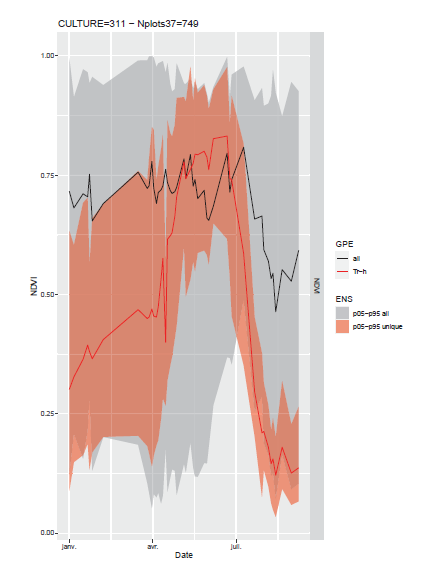 CULTURE=311 − Nplots37=749
1.00
0.75
0.50
0.25
0.00
NDVI
janv.
avr.
juil.
Date
NDVI
GPE
all
Tr−h
ENS
p05−p95 all
p05−p95 unique